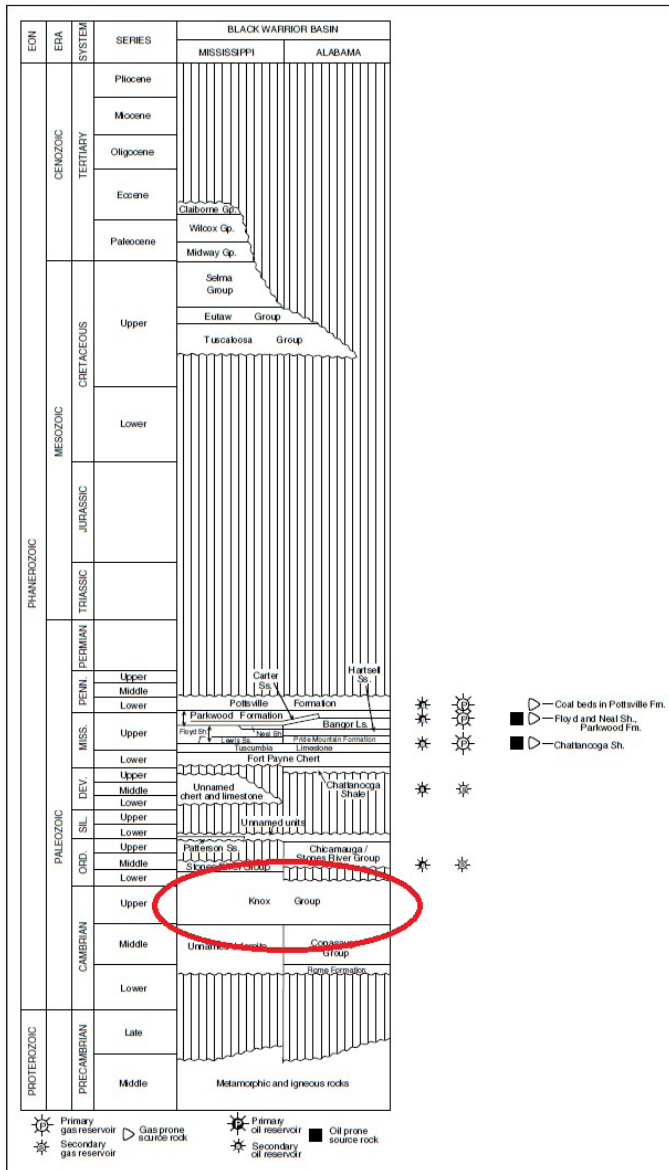 EON
ERA
SYSTEM
SERIES
BLACK WARRIOR BASIN
MISSISSIPPI
ALABAMA
PHANEROZOIC
CENOZOIC
TERTIARY
Pliocene
Miocene
Oligocene
Eocene
Claiborne Gp.
Wilcox Gp.
Paleocene
Midway Gp.
MESOZOIC
CRETACEOUS
Selma
Group
Upper
Eutaw Group
Tuscaloosa Group
Lower
JURASSIC
TRIASSIC
PALEOZOIC
PERMIAN
Carter
Ss.
Hartsell
Ss.
PENN.
Upper
Middle
Lower
Pottsville Formation
P
Coal beds in Pottsville Fm.
MISS.
Upper
Parkwood Formation
Bangor Ls.
P
Floyd and Neal Sh.,
Parkwood Fm.
Floyd Sh.
Neal Sh.
Lewis Ss.
Pride Mountain Formation
P
Chattanooga Sh.
Tuscumbia Limestone
Lower
Fort Payne Chert
DEV.
Upper
Middle
Lower
Unnamed
chert and limestone
Chattanooga
Shale
SIL.
Upper
Lower
Unnamed units
ORD.
Upper
Middle
Lower
Patterson Ss.
Stones River Group
Chicamauga /
Stones River Group
CAMBRIAN
Upper
Knox Group
Middle
Unnamed dolomite
Conasauga
Group
Rome Formation
Lower
PROTEROZOIC
PRECAMBRIAN
Late
Middle
Metamorphic and igneous rocks
P
Primary
gas reservoir
Secondary
gas reservoir
Gas prone
source rock
P
Primary
oil reservoir
Secondary
oil reservoir
Oil prone
source rock